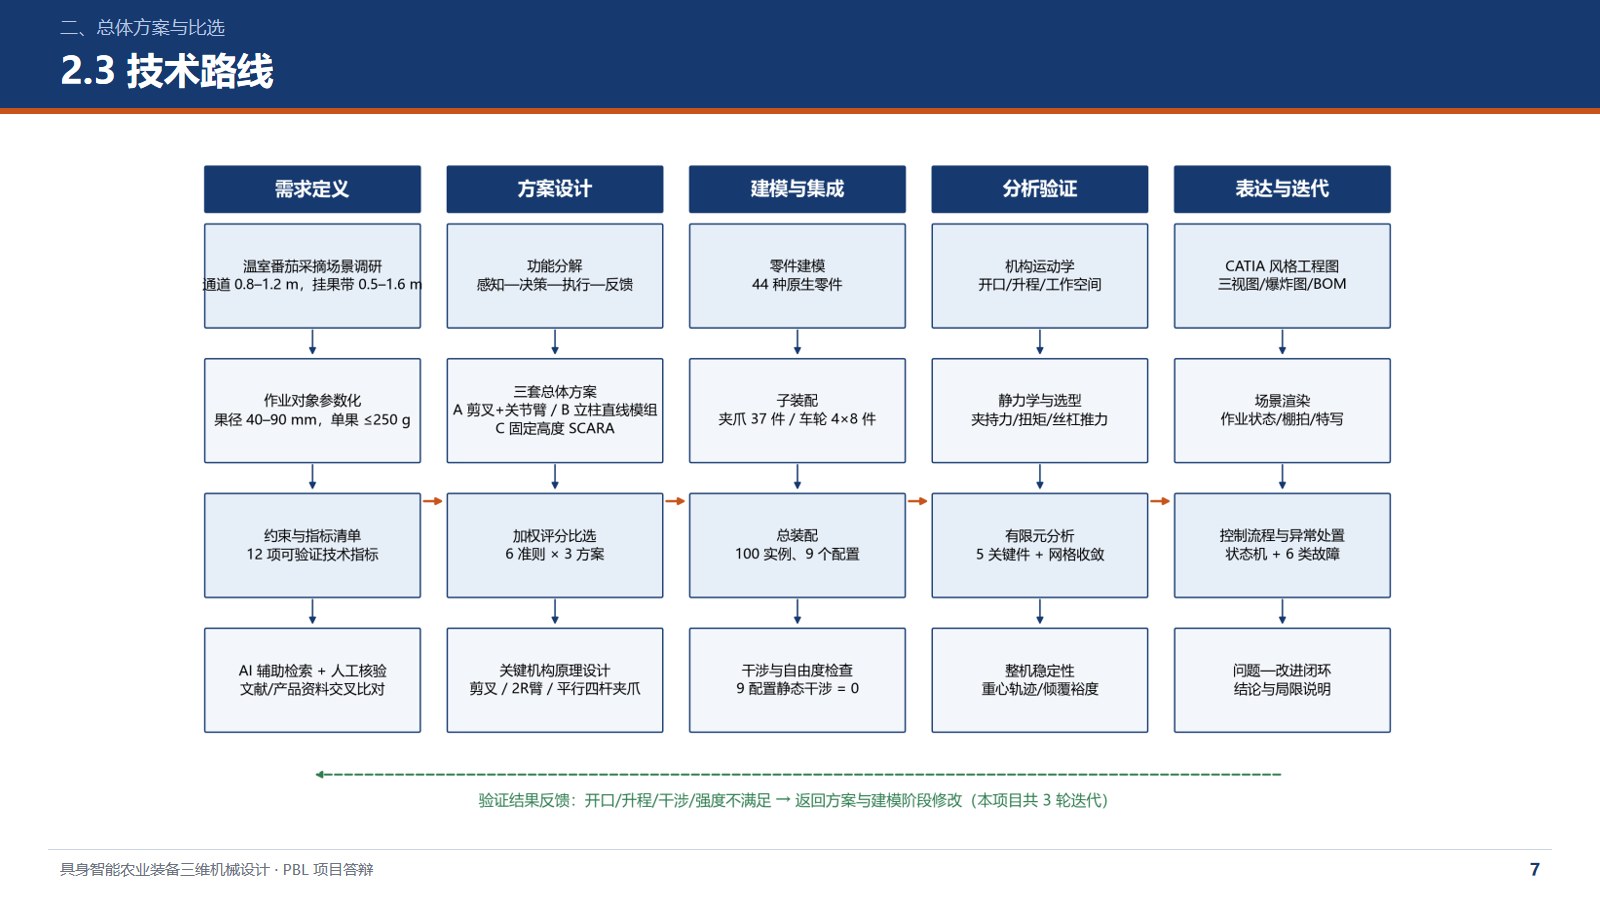 二、总体方案与比选
2.3 技术路线
需求定义
温室番茄采摘场景调研
通道 0.8–1.2 m，挂果带 0.5–1.6 m
作业对象参数化
果径 40–90 mm，单果 ≤250 g
约束与指标清单
12 项可验证技术指标
AI 辅助检索 + 人工核验
文献/产品资料交叉比对
方案设计
功能分解
感知—决策—执行—反馈
三套总体方案
A 剪叉+关节臂 / B 立柱直线模组
C 固定高度 SCARA
加权评分比选
6 准则 × 3 方案
关键机构原理设计
剪叉 / 2R臂 / 平行四杆夹爪
建模与集成
零件建模
44 种原生零件
子装配
夹爪 37 件 / 车轮 4×8 件
总装配
100 实例、9 个配置
干涉与自由度检查
9 配置静态干涉 = 0
分析验证
机构运动学
开口/升程/工作空间
静力学与选型
夹持力/扭矩/丝杠推力
有限元分析
5 关键件 + 网格收敛
整机稳定性
重心轨迹/倾覆裕度
表达与迭代
CATIA 风格工程图
三视图/爆炸图/BOM
场景渲染
作业状态/棚拍/特写
控制流程与异常处置
状态机 + 6 类故障
问题—改进闭环
结论与局限说明
验证结果反馈：开口/升程/干涉/强度不满足 → 返回方案与建模阶段修改（本项目共 3 轮迭代）
具身智能农业装备三维机械设计 · PBL 项目答辩
7